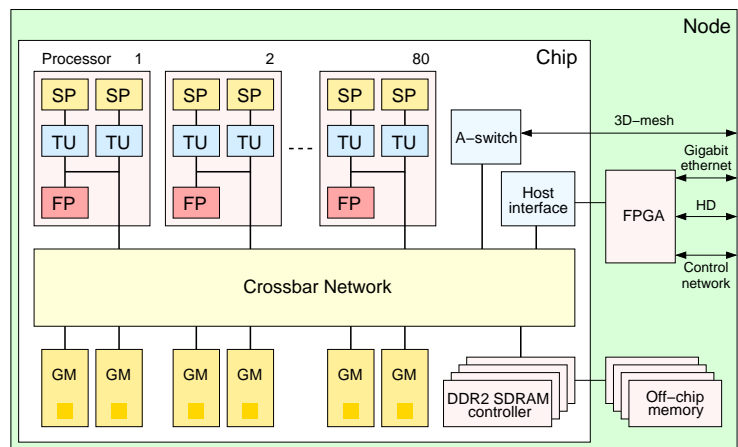 Node
Chip
Processor 1 2 80
SP SP SP SP SP SP
TU TU TU TU TU TU
FP FP FP
A-switch
3D-mesh
Gigabit
ethernet
Host
interface
FPGA
HD
Control
network
Crossbar Network
GM GM GM GM GM GM
DDR2 SDRAM
controller
Off-chip
memory